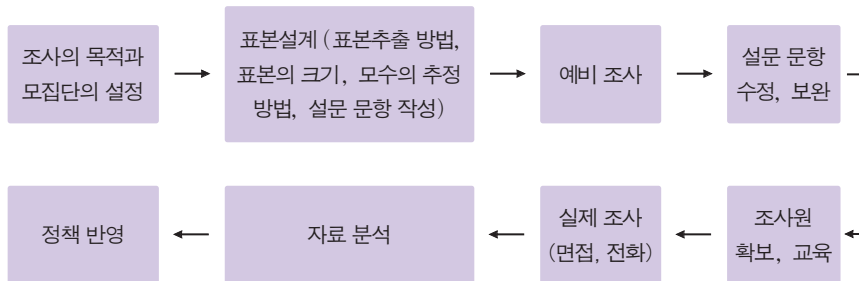 조사의 목적과
모집단의 설정
표본설계 (표본추출 방법,
표본의 크기, 모수의 추정
방법, 설문 문항 작성)
예비 조사
설문 문항
수정, 보완
조사원
확보, 교육
실제 조사
(면접, 전화)
자료 분석
정책 반영